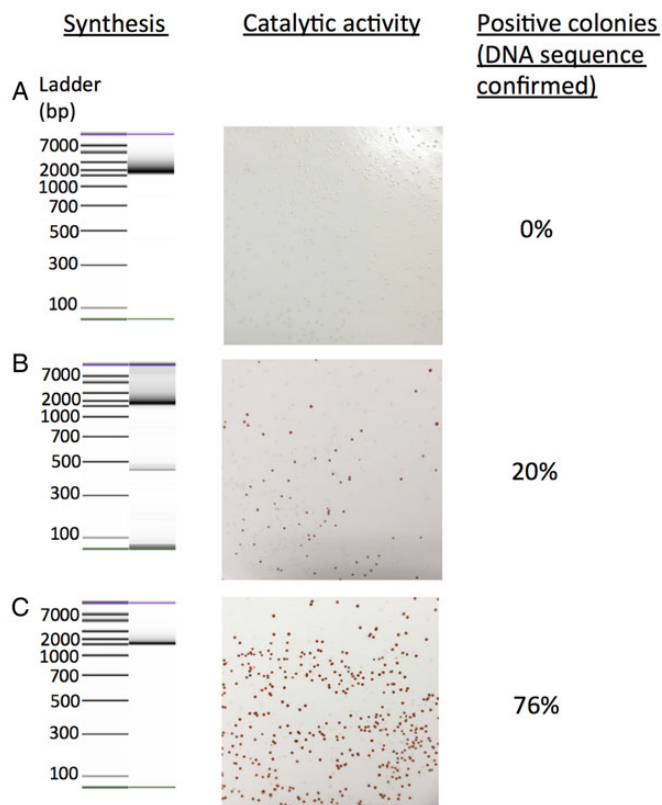 Synthesis
Catalytic activity
Positive colonies
(DNA sequence
confirmed)
A
Ladder
(bp)
7000
2000
1000
700
500
300
100
0%
B
7000
2000
1000
700
500
300
100
20%
C
7000
2000
1000
700
500
300
100
76%